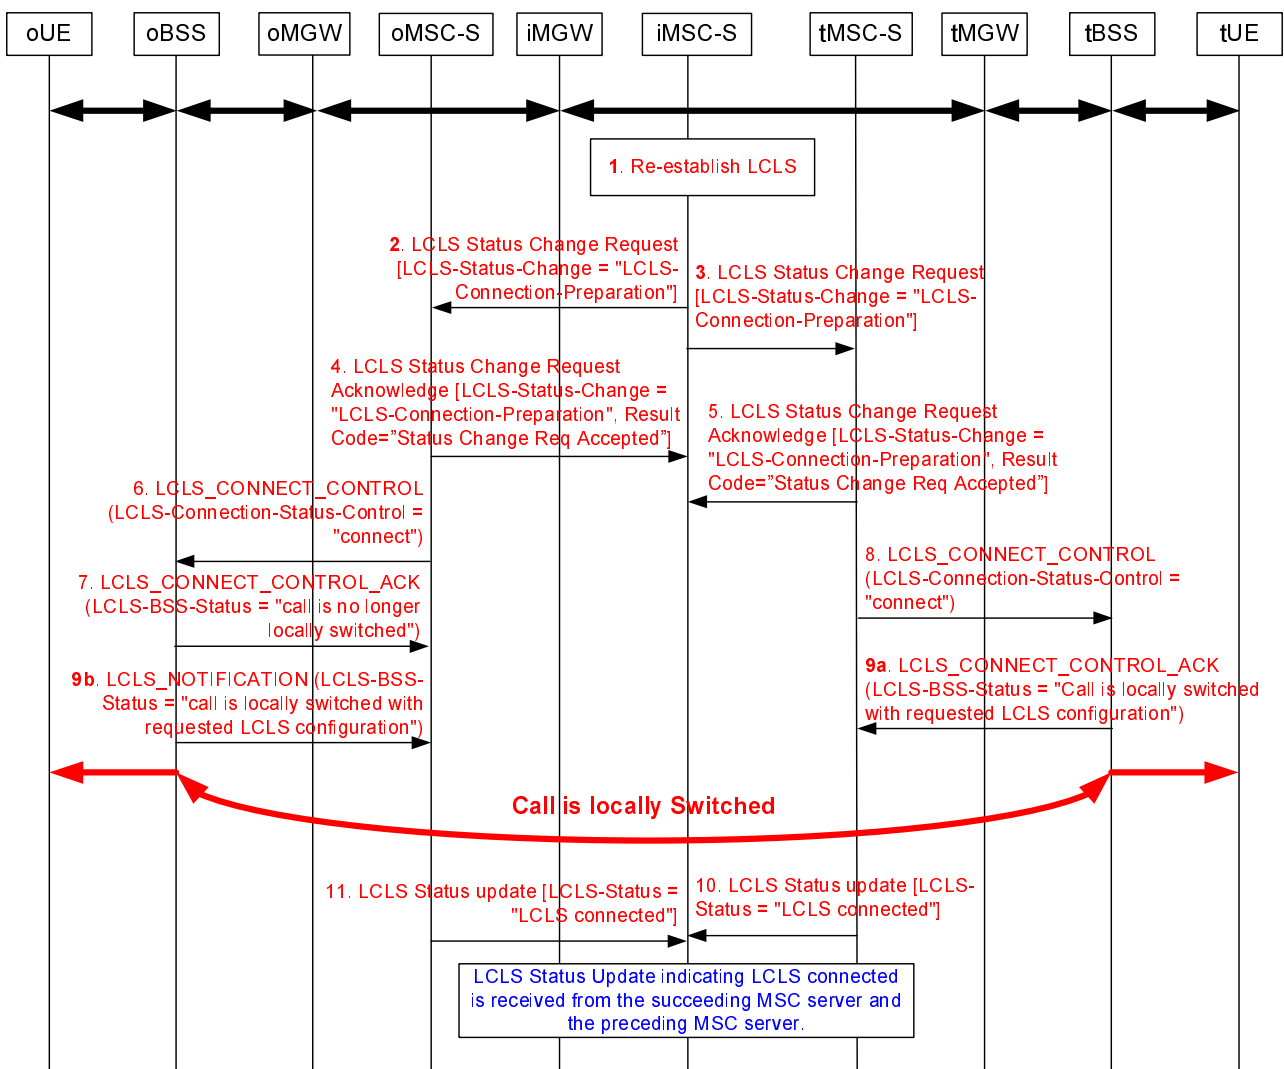 oUE
oBSS
oMGW
oMSC-S
iMGW
iMSC-S
tMSC-S
tMGW
tBSS
tUE
1. Re-establish LCLS
2. LCLS Status Change Request
[LCLS-Status-Change = "LCLS-
Connection-Preparation"]
3. LCLS Status Change Request
[LCLS-Status-Change = "LCLS-
Connection-Preparation"]
4. LCLS Status Change Request
Acknowledge [LCLS-Status-Change =
"LCLS-Connection-Preparation", Result
Code=”Status Change Req Accepted”]
5. LCLS Status Change Request
Acknowledge [LCLS-Status-Change =
"LCLS-Connection-Preparation", Result
Code=”Status Change Req Accepted”]
6. LCLS_CONNECT_CONTROL
(LCLS-Connection-Status-Control =
"connect")
7. LCLS_CONNECT_CONTROL_ACK
(LCLS-BSS-Status = "call is no longer
locally switched")
8. LCLS_CONNECT_CONTROL
(LCLS-Connection-Status-Control =
"connect")
9b. LCLS_NOTIFICATION (LCLS-BSS-
Status = "call is locally switched with
requested LCLS configuration")
9a. LCLS_CONNECT_CONTROL_ACK
(LCLS-BSS-Status = "Call is locally switched
with requested LCLS configuration")
Call is locally Switched
11. LCLS Status update [LCLS-Status =
"LCLS connected"]
10. LCLS Status update [LCLS-
Status = "LCLS connected"]
LCLS Status Update indicating LCLS connected
is received from the succeeding MSC server and
the preceding MSC server.